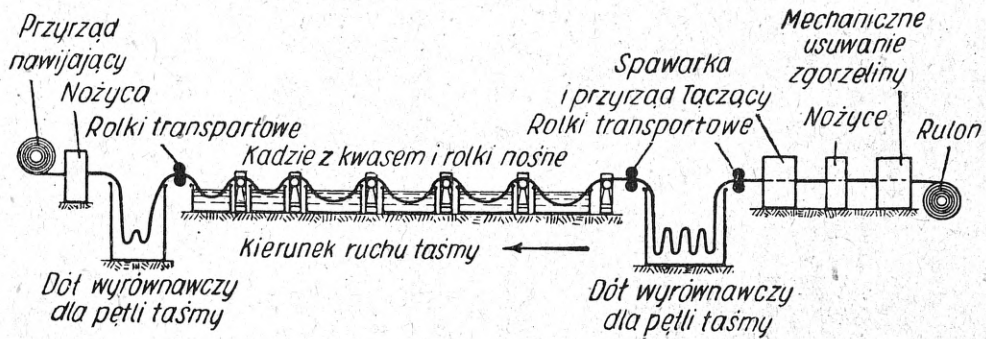 Przyrząd
nawijający
Nożyca
Rolki transportowe
Kadzie z kwasem i rolki nośne
Spawarka
i przyrząd łączący
Rolki transportowe
Mechaniczne
usuwanie
zgorzeliny
Nożyce
Rulon
Kierunek ruchu taśmy
Dół wyrównawczy
dla pętli taśmy
Dół wyrównawczy
dla pętli taśmy